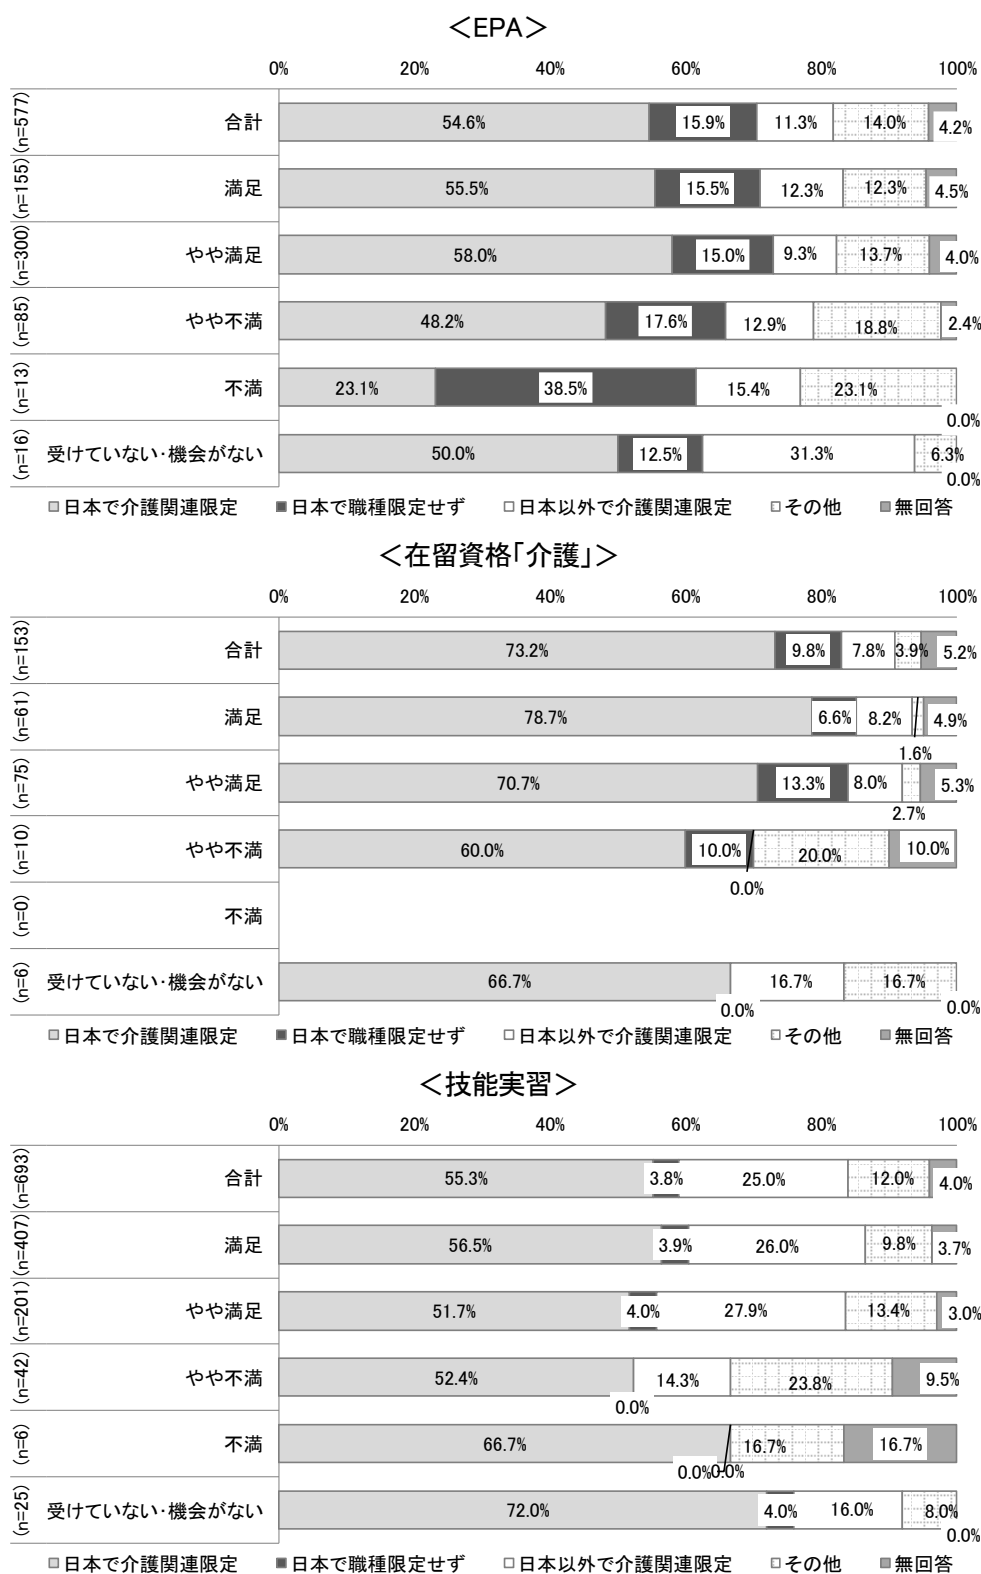 ＜EPA＞
0% 20% 40% 60% 80% 100%
(n=577) 合計 54.6% 15.9% 11.3% 14.0% 4.2%
(n=155) 満足 55.5% 15.5% 12.3% 12.3% 4.5%
(n=300) やや満足 58.0% 15.0% 9.3% 13.7% 4.0%
(n=85) やや不満 48.2% 17.6% 12.9% 18.8% 2.4%
(n=13) 不満 23.1% 38.5% 15.4% 23.1% 0.0%
(n=16) 受けていない・機会がない 50.0% 12.5% 31.3% 6.3% 0.0%
日本で介護関連限定 日本で職種限定せず 日本以外で介護関連限定 その他 無回答
＜在留資格「介護」＞
0% 20% 40% 60% 80% 100%
(n=153) 合計 73.2% 9.8% 7.8% 3.9% 5.2%
(n=61) 満足 78.7% 6.6% 8.2% 1.6% 4.9%
(n=75) やや満足 70.7% 13.3% 8.0% 2.7% 5.3%
(n=10) やや不満 60.0% 10.0% 0.0% 20.0% 10.0%
(n=0) 不満
(n=6) 受けていない・機会がない 66.7% 0.0% 16.7% 16.7% 0.0%
日本で介護関連限定 日本で職種限定せず 日本以外で介護関連限定 その他 無回答
＜技能実習＞
0% 20% 40% 60% 80% 100%
(n=693) 合計 55.3% 3.8% 25.0% 12.0% 4.0%
(n=407) 満足 56.5% 3.9% 26.0% 9.8% 3.7%
(n=201) やや満足 51.7% 4.0% 27.9% 13.4% 3.0%
(n=42) やや不満 52.4% 0.0% 14.3% 23.8% 9.5%
(n=6) 不満 66.7% 0.0% 0.0% 16.7% 16.7%
(n=25) 受けていない・機会がない 72.0% 4.0% 16.0% 8.0% 0.0%
日本で介護関連限定 日本で職種限定せず 日本以外で介護関連限定 その他 無回答